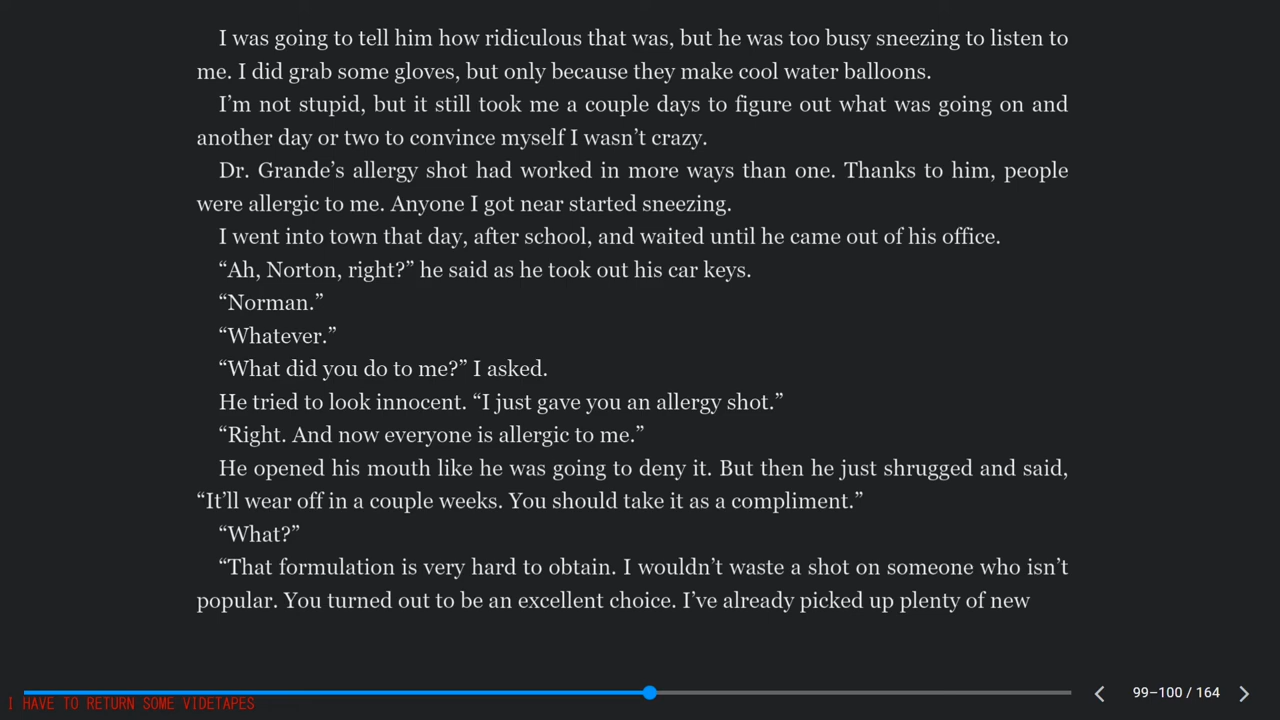 I was going to tell him how ridiculous that was, but he was too busy sneezing to listen to
me. I did grab some gloves, but only because they make cool water balloons.
I’m not stupid, but it still took me a couple days to figure out what was going on and
another day or two to convince myself I wasn’t crazy.
Dr. Grande’s allergy shot had worked in more ways than one. Thanks to him, people
were allergic to me. Anyone I got near started sneezing.
I went into town that day, after school, and waited until he came out of his office.
“Ah, Norton, right?” he said as he took out his car keys.
“Norman.”
“Whatever.”
“What did you do to me?” I asked.
He tried to look innocent. “I just gave you an allergy shot.”
“Right. And now everyone is allergic to me.”
He opened his mouth like he was going to deny it. But then he just shrugged and said,
“It’ll wear off in a couple weeks. You should take it as a compliment.”
“What?”
“That formulation is very hard to obtain. I wouldn’t waste a shot on someone who isn’t
popular. You turned out to be an excellent choice. I’ve already picked up plenty of new
99–100 / 164
I HAVE TO RETURN SOME VIDETAPES